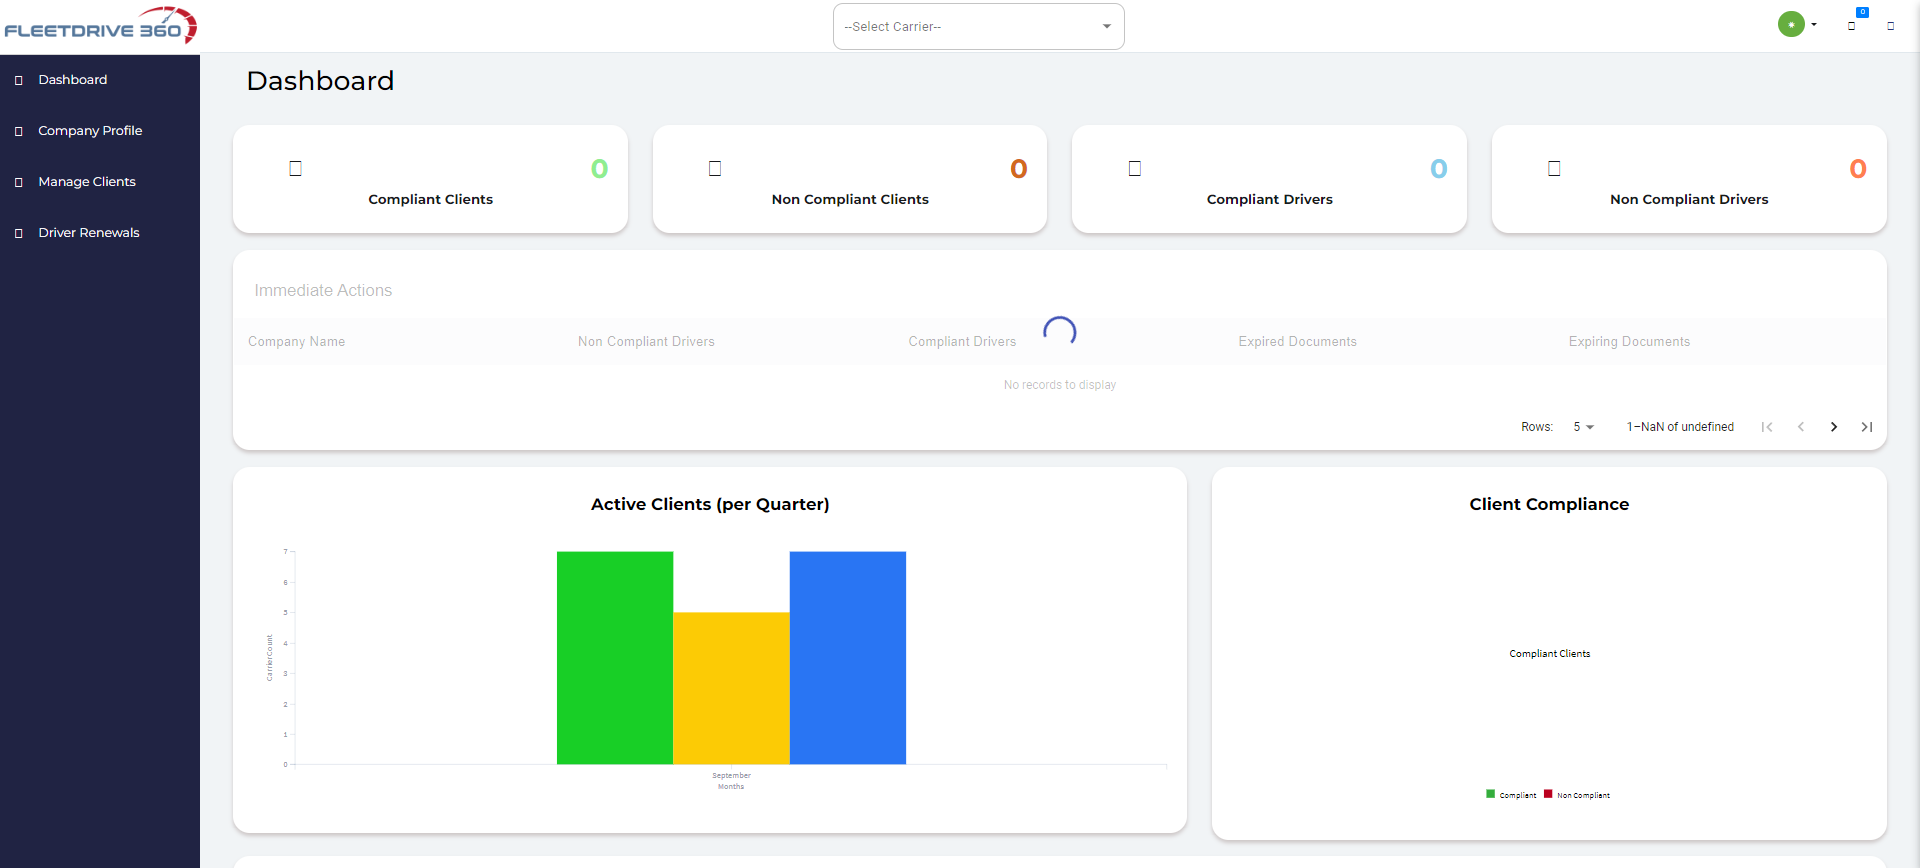 FLEETDRIVE 360
--Select Carrier--
0
Dashboard
Company Profile
Manage Clients
Driver Renewals
Dashboard
0
Compliant Clients
0
Non Compliant Clients
0
Compliant Drivers
0
Non Compliant Drivers
Immediate Actions
Company Name Non Compliant Drivers Compliant Drivers Expired Documents Expiring Documents
No records to display
Rows: 5 1–NaN of undefined
Active Clients (per Quarter)
7
6
5
4
3
2
1
0
CarrierCount
September
Months
Client Compliance
Compliant Clients
Compliant Non Compliant